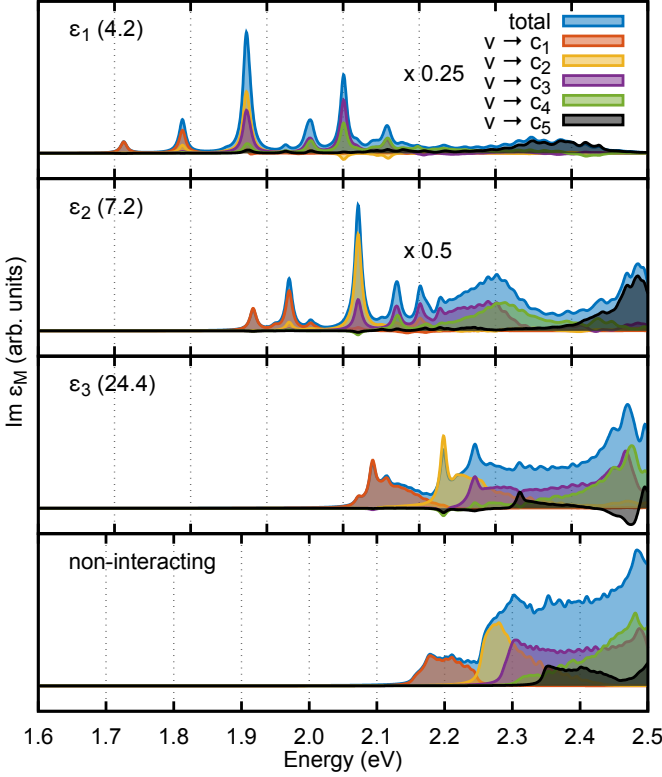 ε₁ (4.2)
total
v → c₁
x 0.25
v → c₂
v → c₃
v → c₄
v → c₅
ε₂ (7.2)
x 0.5
Im ε_M (arb. units)
ε₃ (24.4)
non-interacting
1.6 1.7 1.8 1.9 2.0 2.1 2.2 2.3 2.4 2.5
Energy (eV)